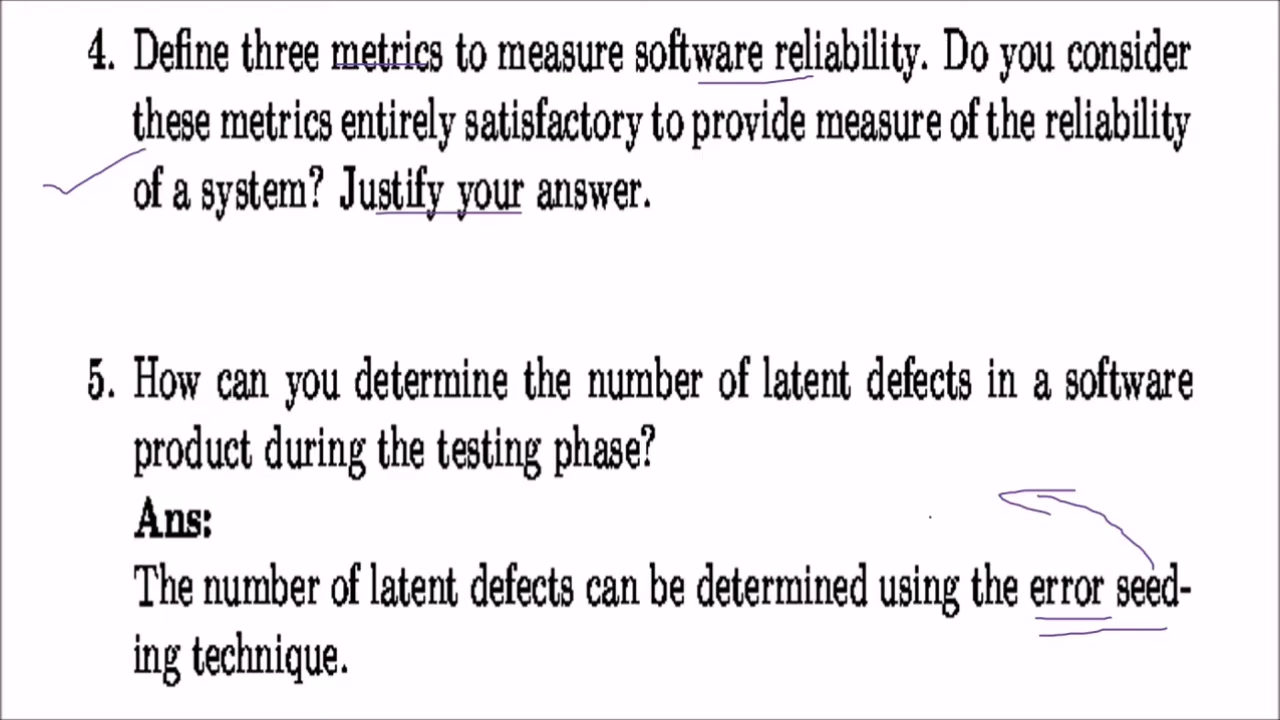 4. Define three metrics to measure software reliability. Do you consider
these metrics entirely satisfactory to provide measure of the reliability
of a system? Justify your answer.
5. How can you determine the number of latent defects in a software
product during the testing phase?
Ans:
The number of latent defects can be determined using the error seed-
ing technique.